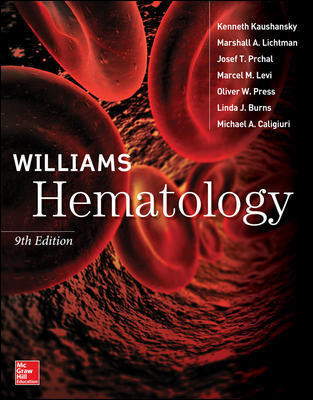 Kenneth Kaushansky
Marshall A. Lichtman
Josef T. Prchal
Marcel M. Levi
Oliver W. Press
Linda J. Burns
Michael A. Caligiuri
WILLIAMS
Hematology
9th Edition
Mc
Graw
Hill
Education